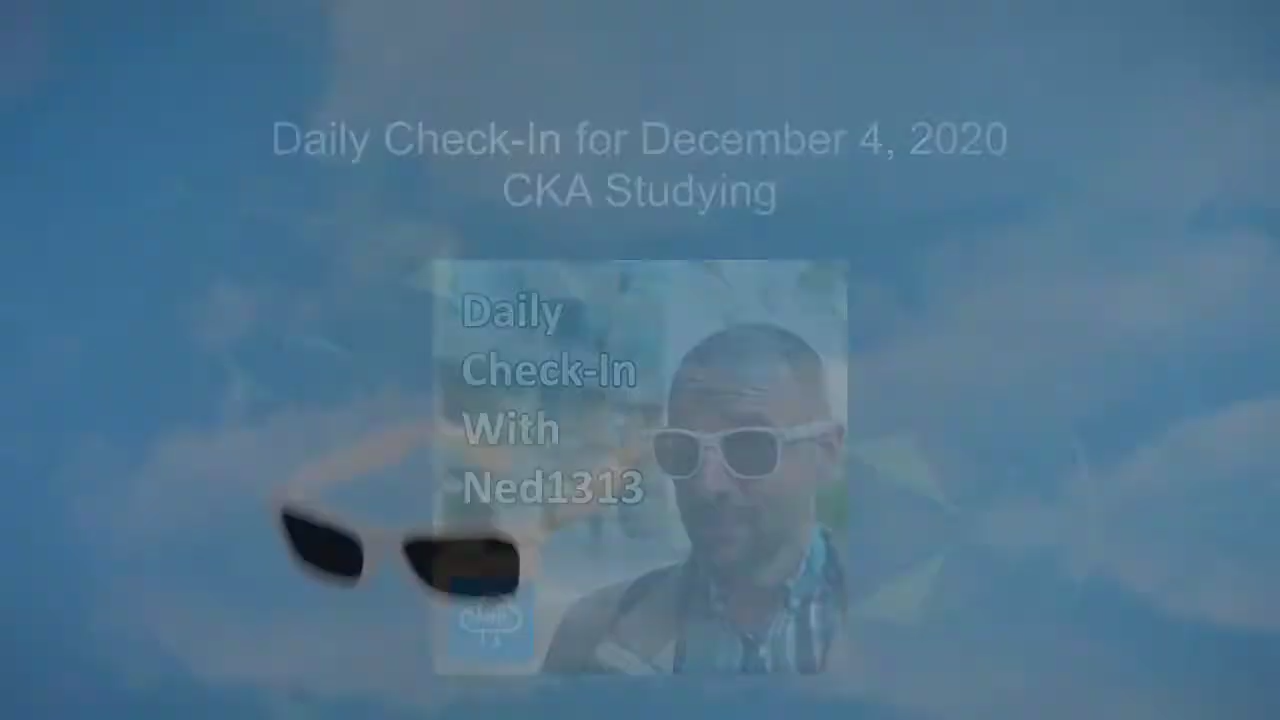 Daily Check-In for December 4, 2020
CKA Studying
Daily
Check-In
With
Ned1313